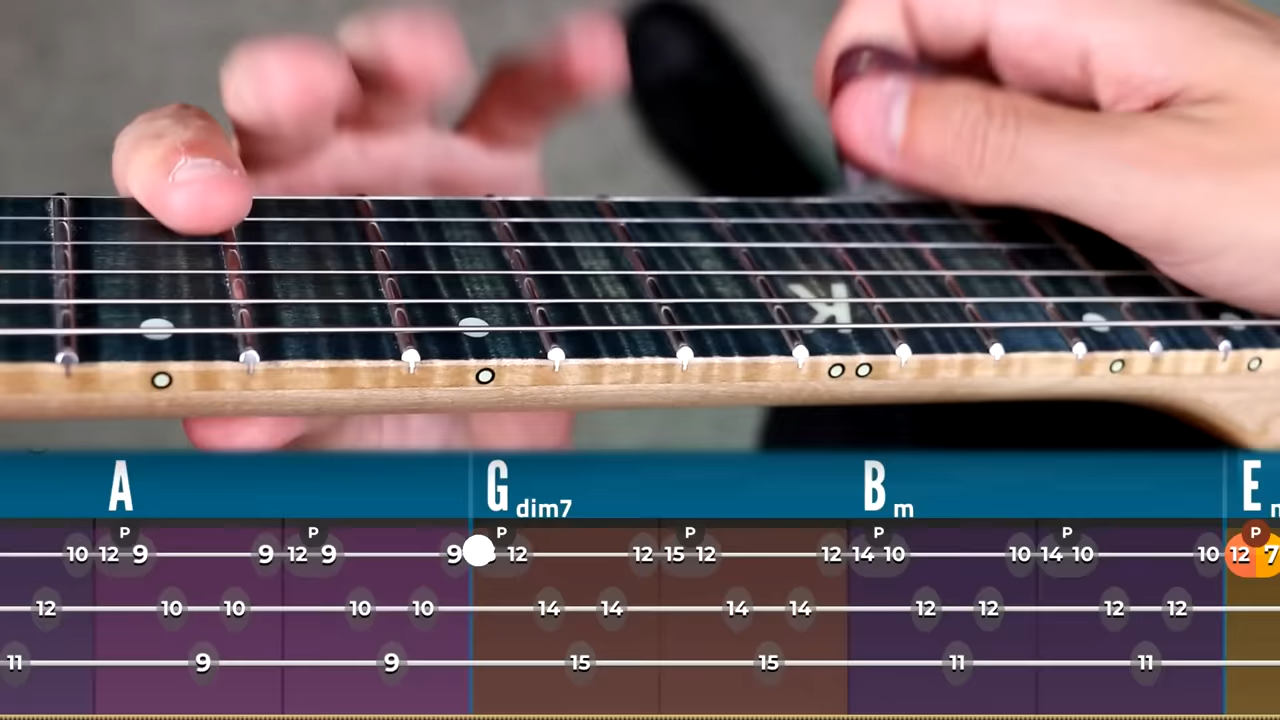 K
A G dim7 B m E
P P P P P P P
10 12 9 9 12 9 9 12 12 15 12 12 14 10 10 14 10 10 12 7
12 10 10 10 10 14 14 14 14 12 12 12 12
11 9 9 15 15 11 11